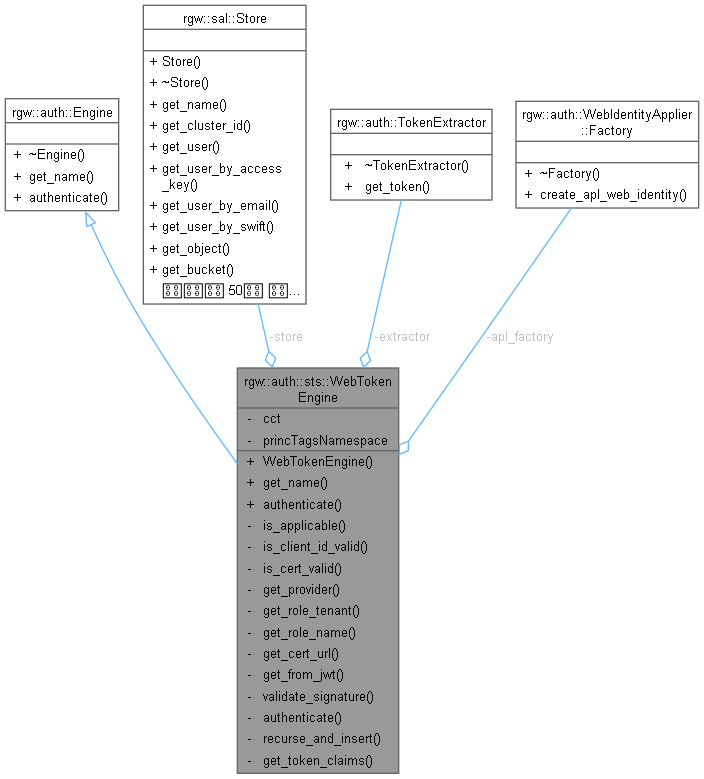 rgw::sal::Store
+ Store()
+ ~Store()
+ get_name()
+ get_cluster_id()
+ get_user()
+ get_user_by_access
_key()
+ get_user_by_email()
+ get_user_by_swift()
+ get_object()
+ get_bucket()
50 ...
rgw::auth::Engine
+ ~Engine()
+ get_name()
+ authenticate()
rgw::auth::TokenExtractor
+ ~TokenExtractor()
+ get_token()
rgw::auth::WebIdentityApplier
::Factory
+ ~Factory()
+ create_apl_web_identity()
-store
-extractor
-apl_factory
rgw::auth::sts::WebToken
Engine
- cct
- princTagsNamespace
+ WebTokenEngine()
+ get_name()
+ authenticate()
- is_applicable()
- is_client_id_valid()
- is_cert_valid()
- get_provider()
- get_role_tenant()
- get_role_name()
- get_cert_url()
- get_from_jwt()
- validate_signature()
- authenticate()
- recurse_and_insert()
- get_token_claims()